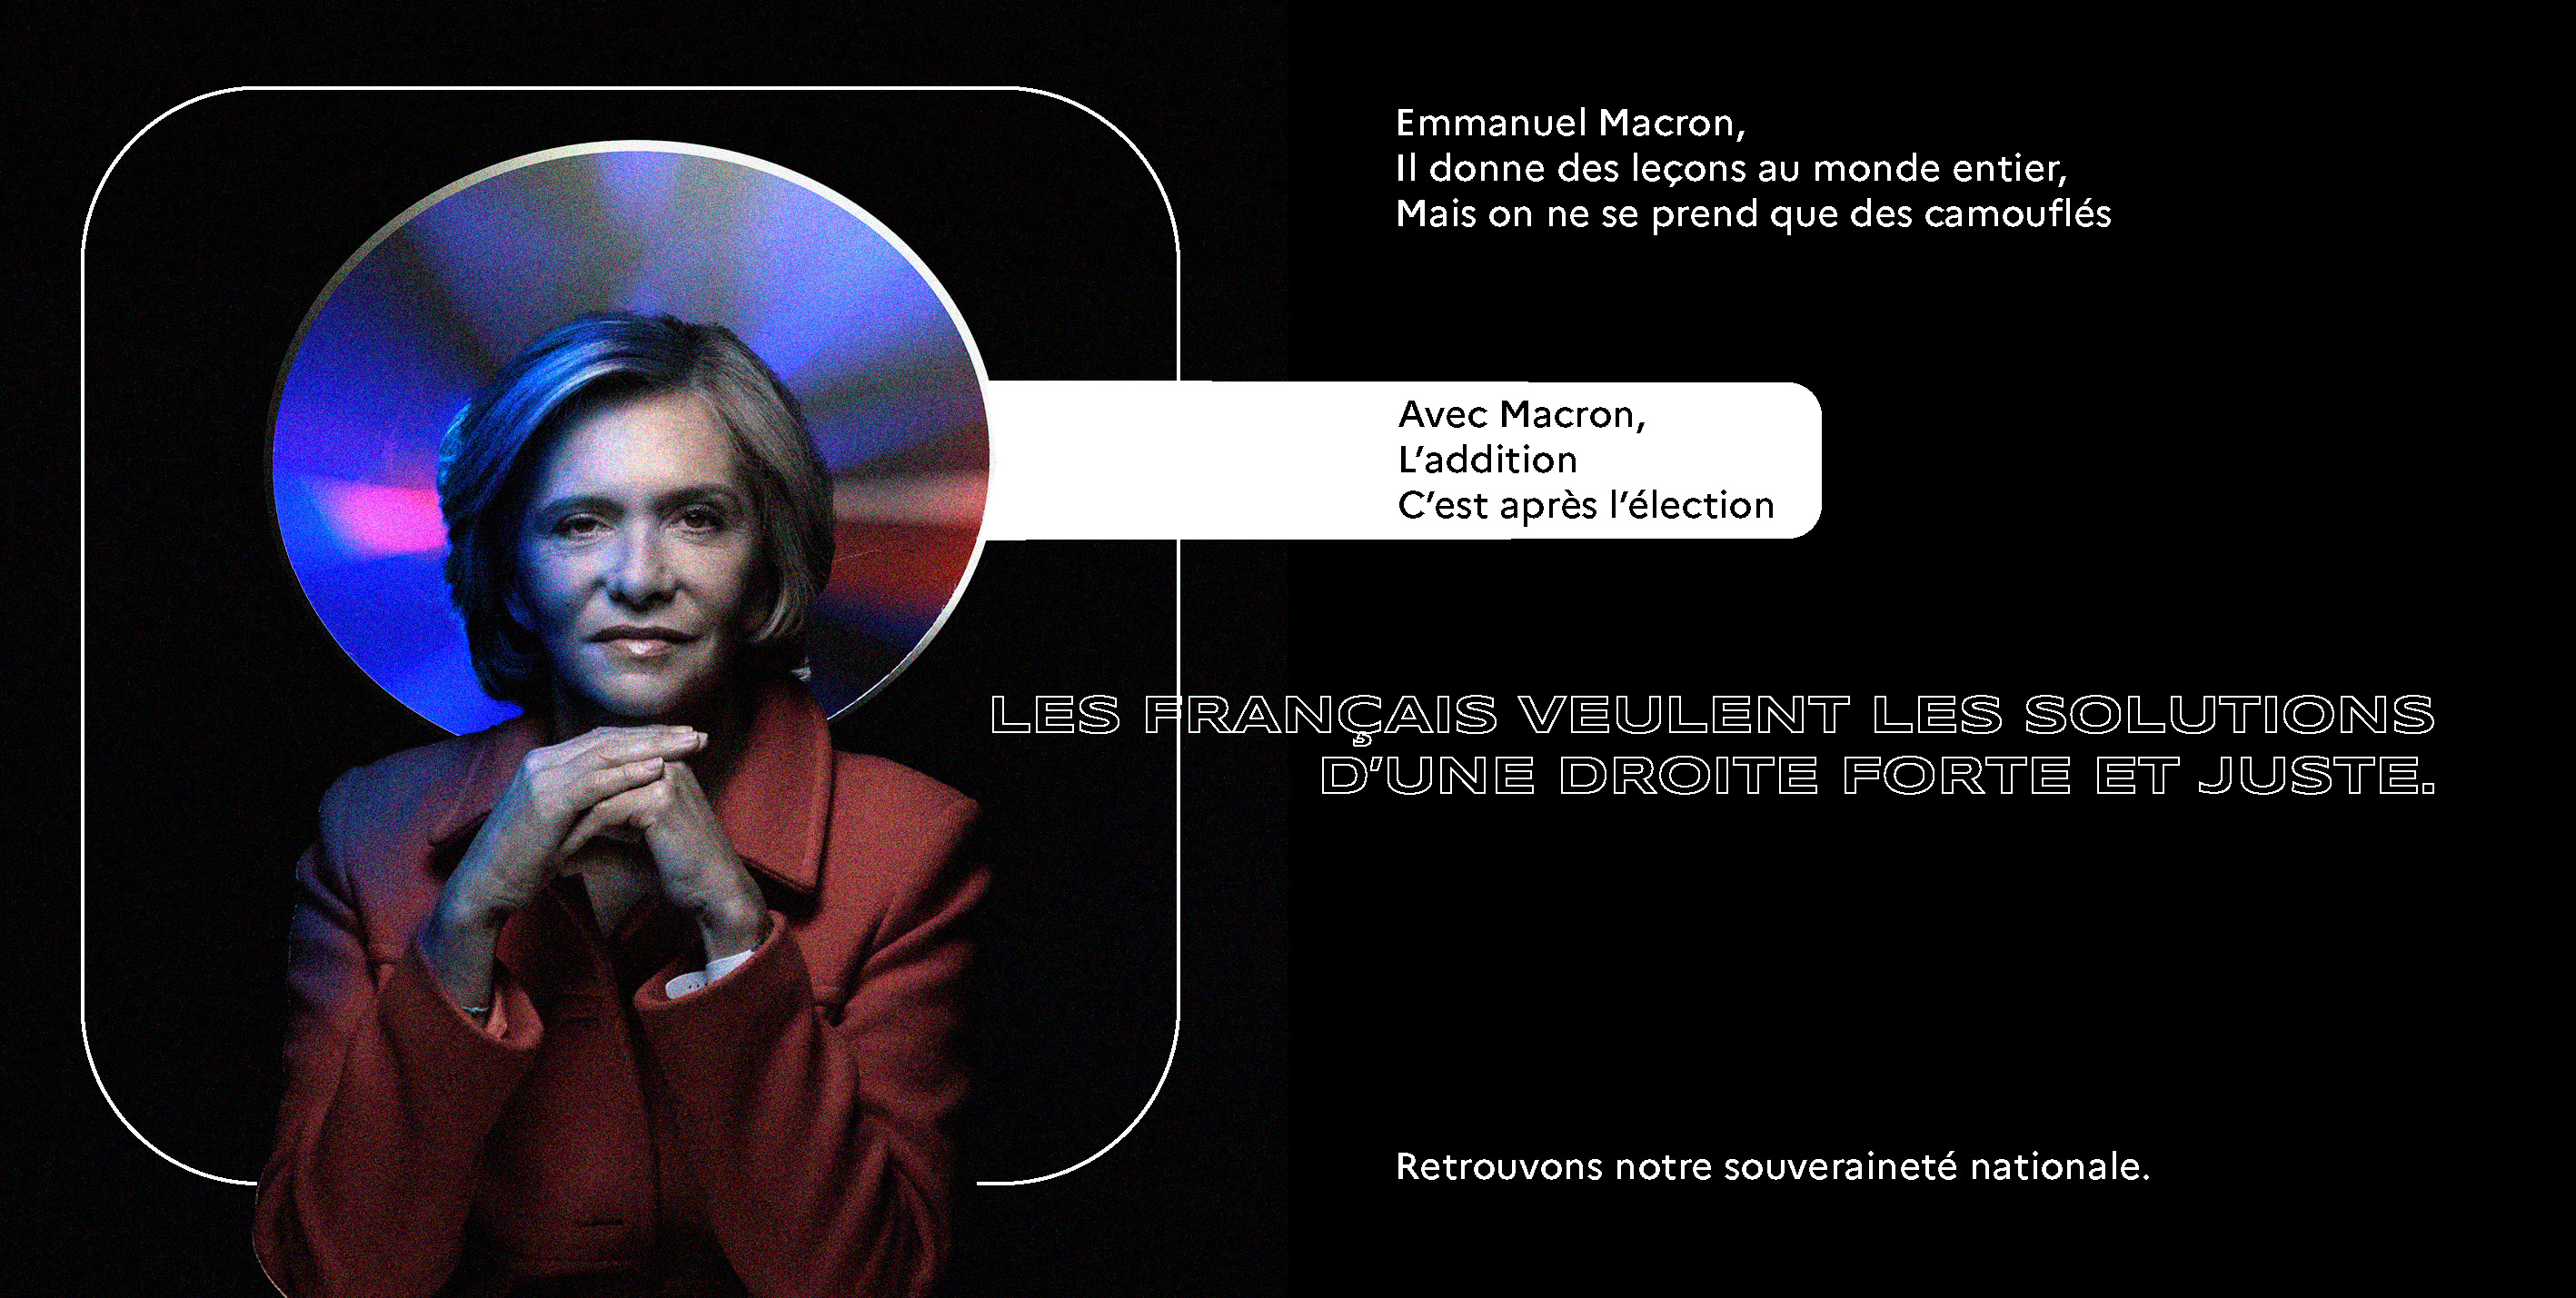 Emmanuel Macron,
Il donne des leçons au monde entier,
Mais on ne se prend que des camouflés
Avec Macron,
L’addition
C’est après l’élection
LES FRANÇAIS VEULENT LES SOLUTIONS
D’UNE DROITE FORTE ET JUSTE.
Retrouvons notre souveraineté nationale.